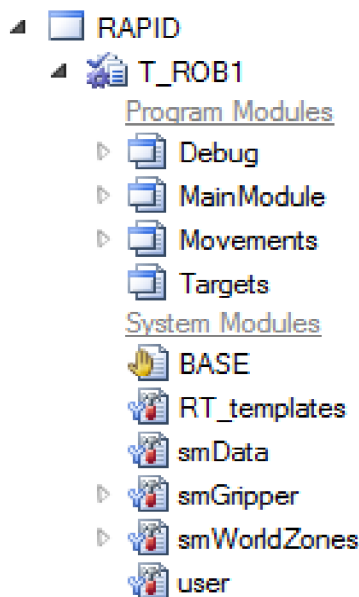 RAPID
T_ROB1
Program Modules
Debug
MainModule
Movements
Targets
System Modules
BASE
RT_templates
smData
smGripper
smWorldZones
user